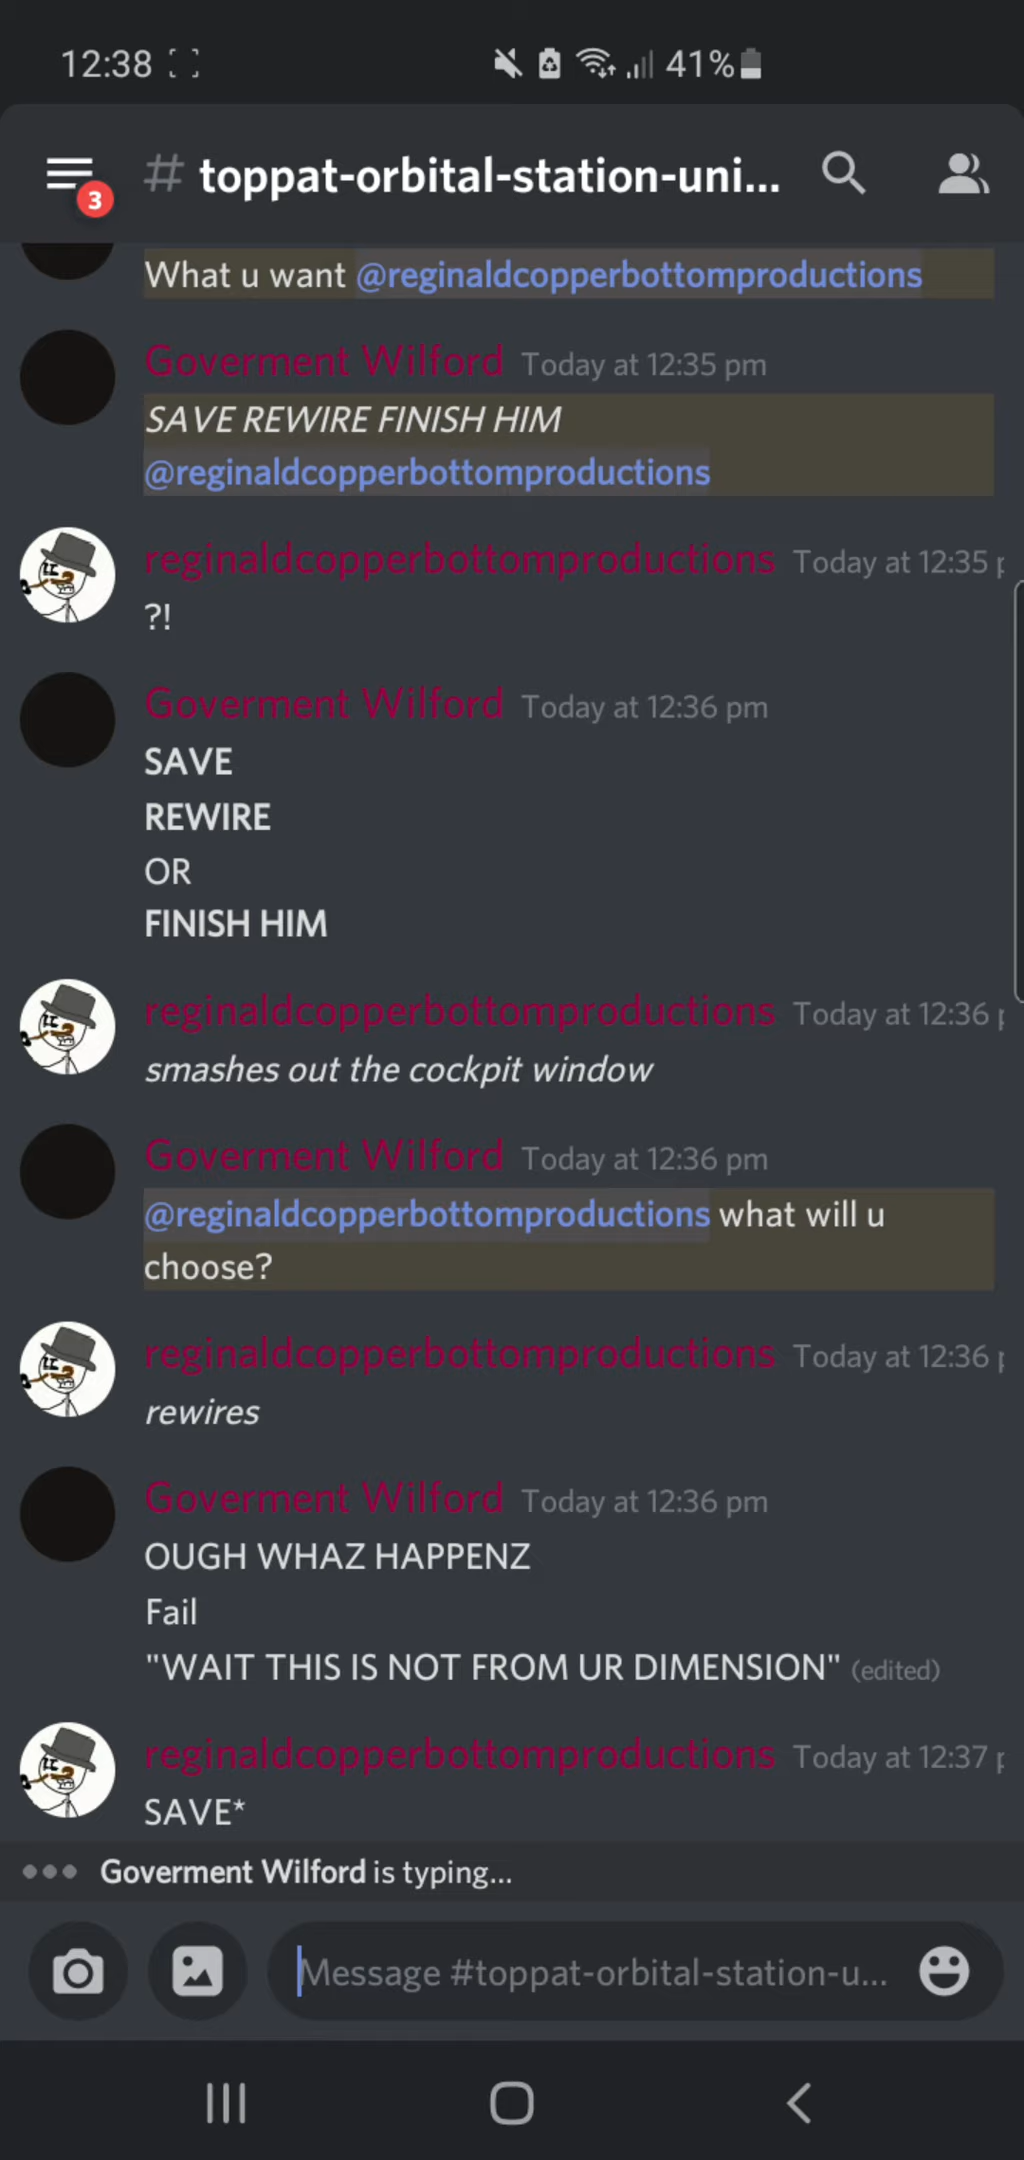 12:38 41%
3 # toppat-orbital-station-uni...
What u want @reginaldcopperbottomproductions
Goverment Wilford Today at 12:35 pm
SAVE REWIRE FINISH HIM
@reginaldcopperbottomproductions
reginaldcopperbottomproductions Today at 12:35
?!
Goverment Wilford Today at 12:36 pm
SAVE
REWIRE
OR
FINISH HIM
reginaldcopperbottomproductions Today at 12:36
smashes out the cockpit window
Goverment Wilford Today at 12:36 pm
@reginaldcopperbottomproductions what will u
choose?
reginaldcopperbottomproductions Today at 12:36
rewires
Goverment Wilford Today at 12:36 pm
OUGH WHAZ HAPPENZ
Fail
"WAIT THIS IS NOT FROM UR DIMENSION" (edited)
reginaldcopperbottomproductions Today at 12:37
SAVE*
Goverment Wilford is typing...
Message #toppat-orbital-station-u...